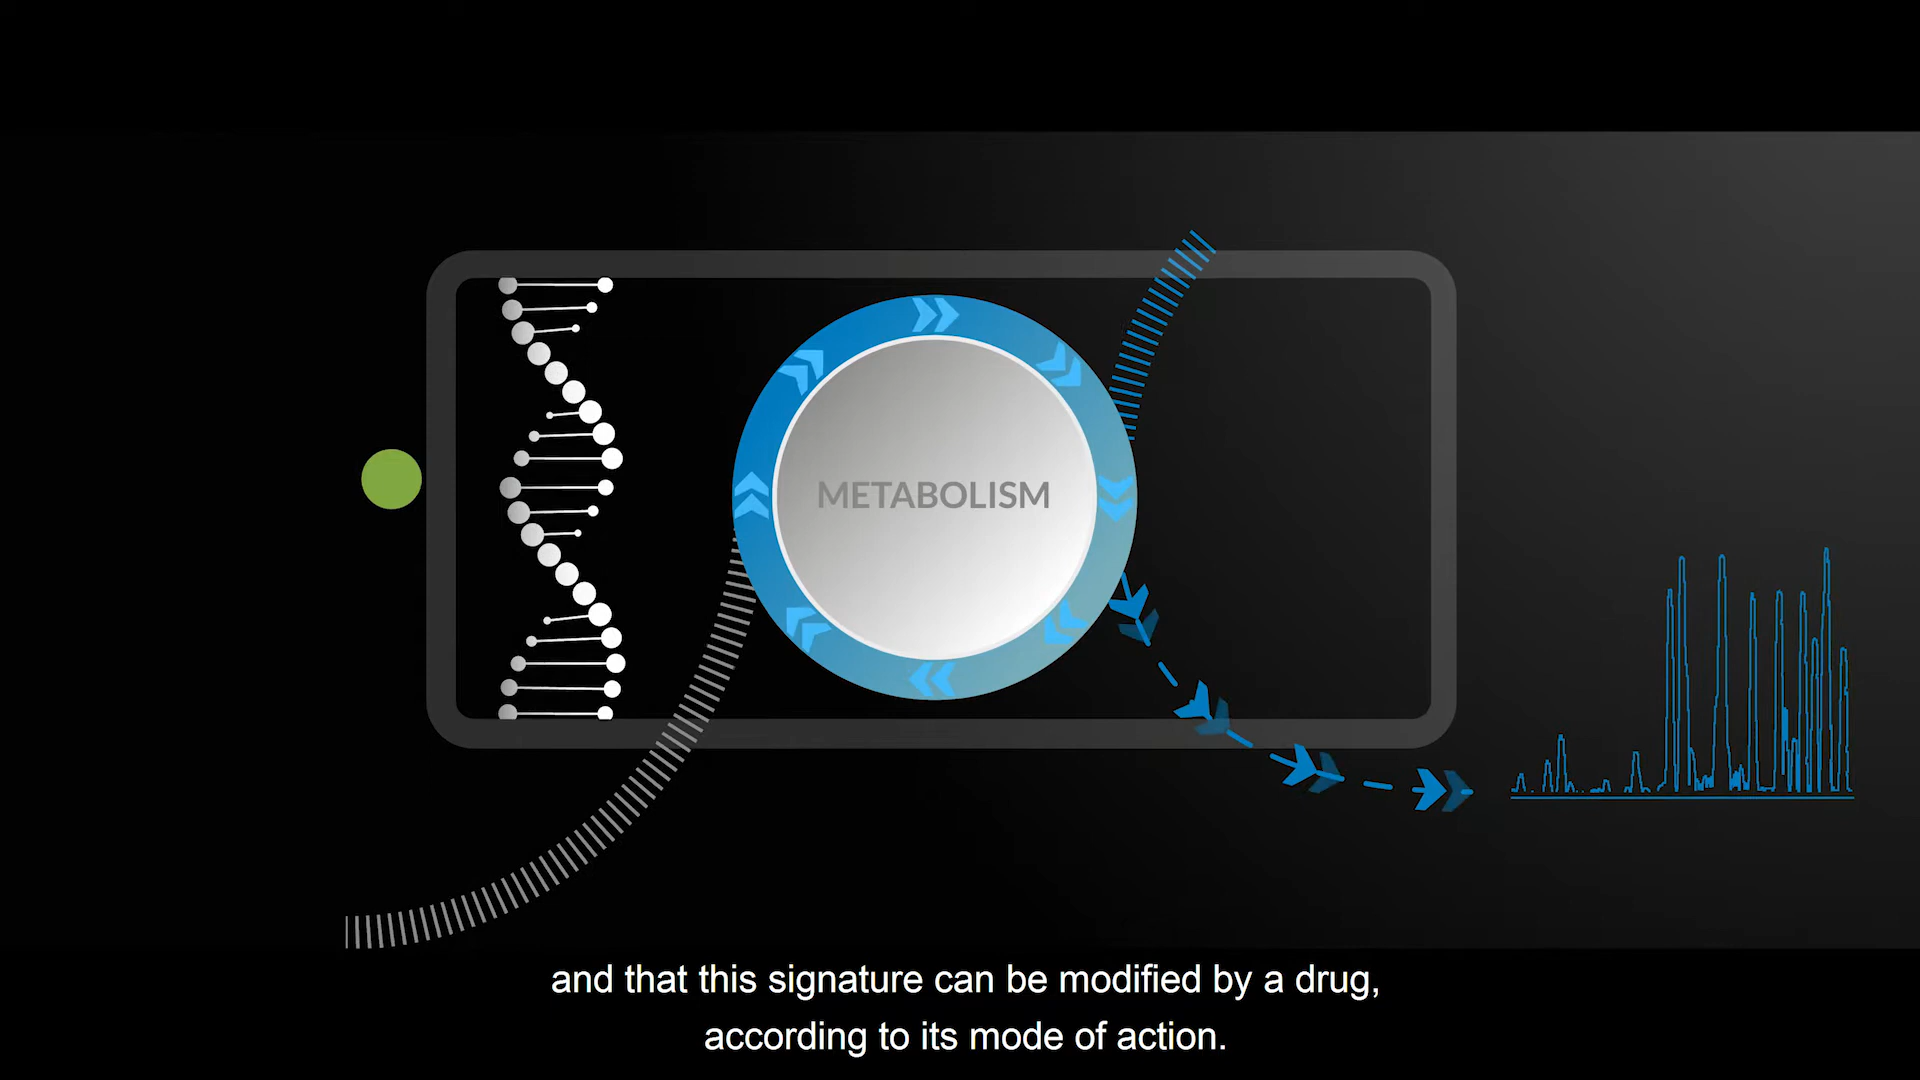 METABOLISM
and that this signature can be modified by a drug,
according to its mode of action.